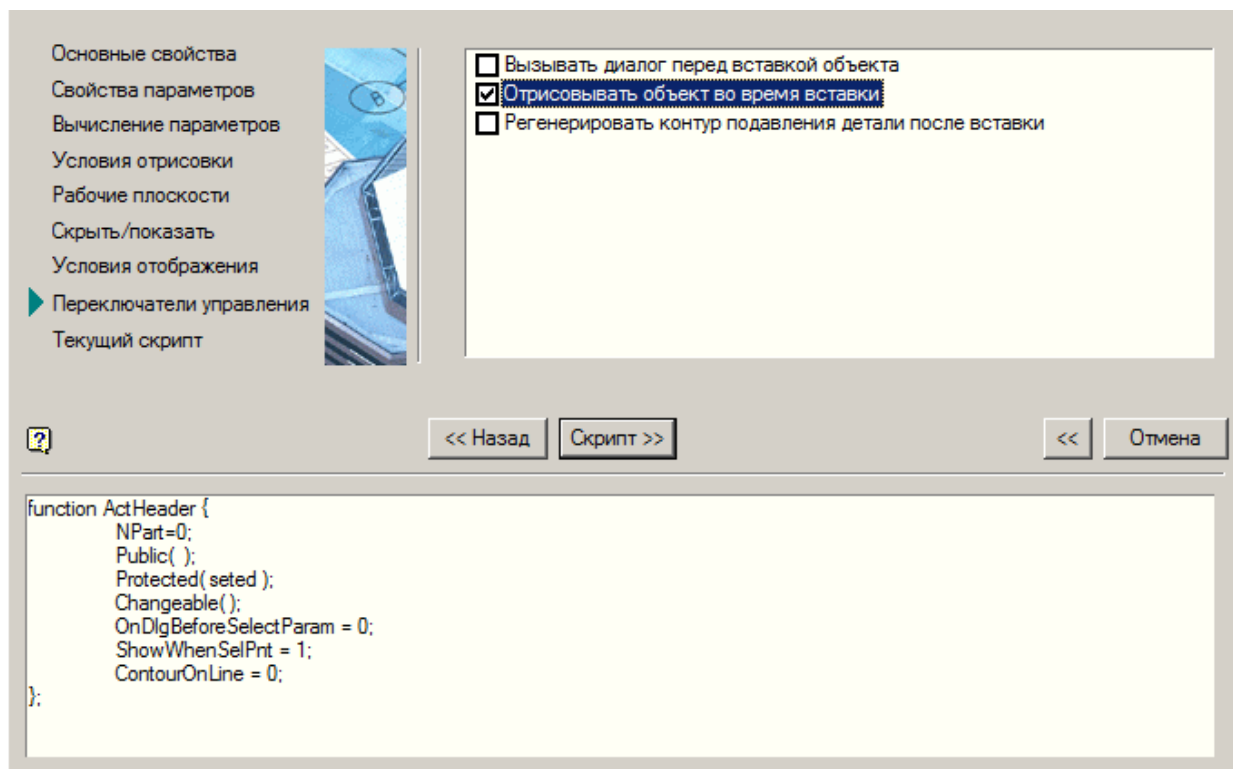 Основные свойства
Свойства параметров
Вычисление параметров
Условия отрисовки
Рабочие плоскости
Скрыть/показать
Условия отображения
Переключатели управления
Текущий скрипт
B
Вызывать диалог перед вставкой объекта
Отрисовывать объект во время вставки
Регенерировать контур подавления детали после вставки
?
<< Назад
Скрипт >>
<<
Отмена
function ActHeader {
NPart=0;
Public( );
Protected( seted );
Changeable( );
OnDlgBeforeSelectParam = 0;
ShowWhenSelPnt = 1;
ContourOnLine = 0;
};